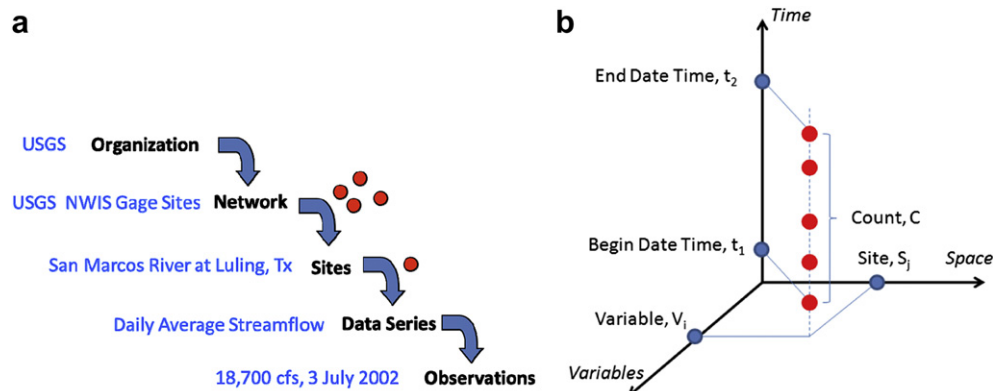 a
USGS Organization
USGS NWIS Gage Sites Network
San Marcos River at Luling, Tx Sites
Daily Average Streamflow Data Series
18,700 cfs, 3 July 2002 Observations
b
Time
End Date Time, t₂
Count, C
Begin Date Time, t₁
Site, Sⱼ
Space
Variable, Vᵢ
Variables